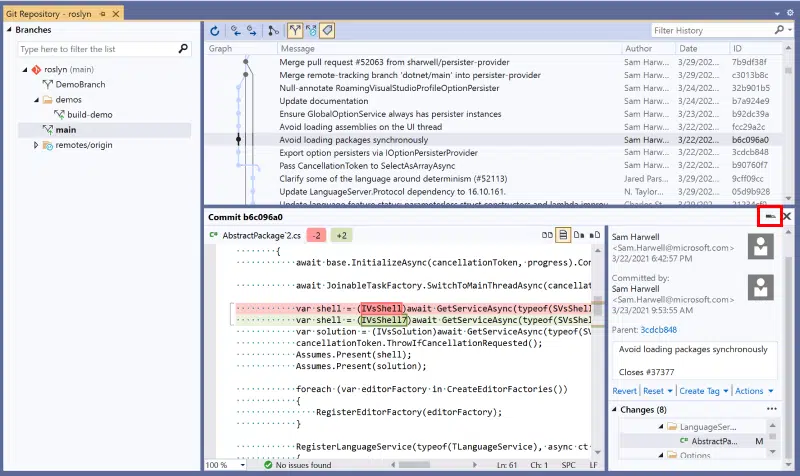 Git Repository - roslyn
Branches
Type here to filter the list
roslyn (main)
DemoBranch
demos
build-demo
main
remotes/origin
Filter History
Graph Message Author Date ID
Merge pull request #52063 from sharwell/persister-provider Sam Harw... 3/29/202... 7b9df38f
Merge remote-tracking branch 'dotnet/main' into persister-provider Sam Harw... 3/29/202... c3013b8c
Null-annotate RoamingVisualStudioProfileOptionPersister Sam Harw... 3/24/202... 32b901b5
Update documentation Sam Harw... 3/24/202... b7a924e9
Ensure GlobalOptionService always has persister instances Sam Harw... 3/22/202... b92dc39a
Avoid loading assemblies on the UI thread Sam Harw... 3/22/202... fcc29a2c
Avoid loading packages synchronously Sam Harw... 3/22/202... b6c096a0
Export option persisters via IOptionPersisterProvider Sam Harw... 3/22/202... 3cdcb848
Pass CancellationToken to SelectAsArrayAsync Sam Harw... 3/22/202... b90760f7
Clarify some of the language around determinism (#52113) Jared Pars... 3/25/202... 9cff09cc
Update LanguageServer.Protocol dependency to 16.10.161. N. Taylor... 3/25/202... 05d9b928
Commit b6c096a0
C# AbstractPackage`2.cs -2 +2
{
await base.InitializeAsync(cancellationToken, progress).Con
await JoinableTaskFactory.SwitchToMainThreadAsync(cancellat
var shell = (IVsShell)await GetServiceAsync(typeof(SVsShell
var shell = (IVsShell7)await GetServiceAsync(typeof(SVsShel
var solution = (IVsSolution)await GetServiceAsync(typeof(SV
cancellationToken.ThrowIfCancellationRequested();
Assumes.Present(shell);
Assumes.Present(solution);
foreach (var editorFactory in CreateEditorFactories())
{
RegisterEditorFactory(editorFactory);
}
RegisterLanguageService(typeof(TLanguageService), async ct
100 % No issues found Ln: 61 Ch: 1 SPC LF
Sam Harwell
<Sam.Harwell@microsoft.com>
3/22/2021 6:42:57 PM
Committed by:
Sam Harwell
<Sam.Harwell@microsoft.com>
3/23/2021 9:53:55 AM
Parent: 3cdcb848
Avoid loading packages synchronously
Closes #37377
Revert Reset Create Tag Actions
Changes (8)
LanguageSer...
C# AbstractPa... M
Options